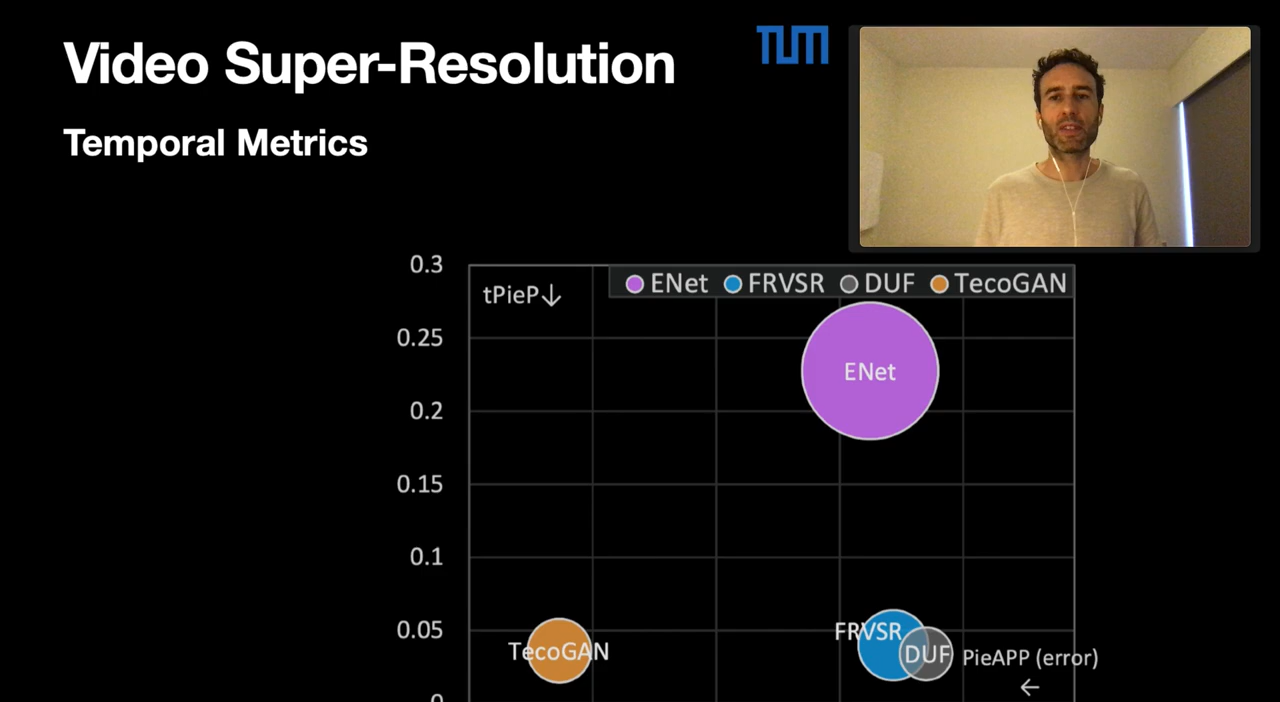 Video Super-Resolution
TUM
Temporal Metrics
0.3
tPieP↓
ENet FRVSR DUF TecoGAN
0.25
ENet
0.2
0.15
0.1
0.05
FRVSR
TecoGAN
DUF
PieAPP (error)
←
0